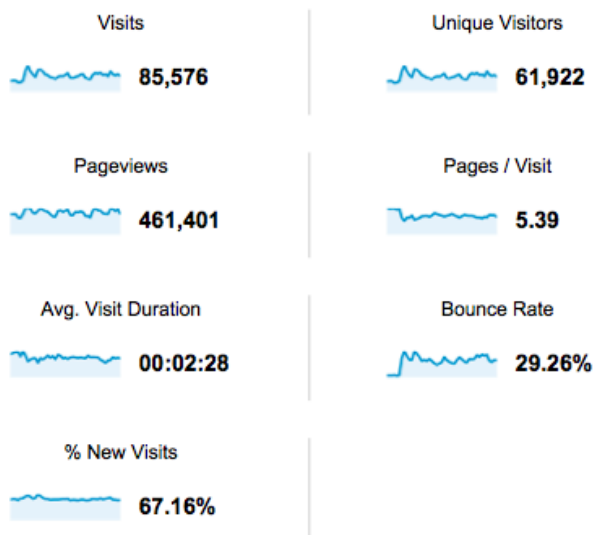 Visits
85,576
Unique Visitors
61,922
Pageviews
461,401
Pages / Visit
5.39
Avg. Visit Duration
00:02:28
Bounce Rate
29.26%
% New Visits
67.16%